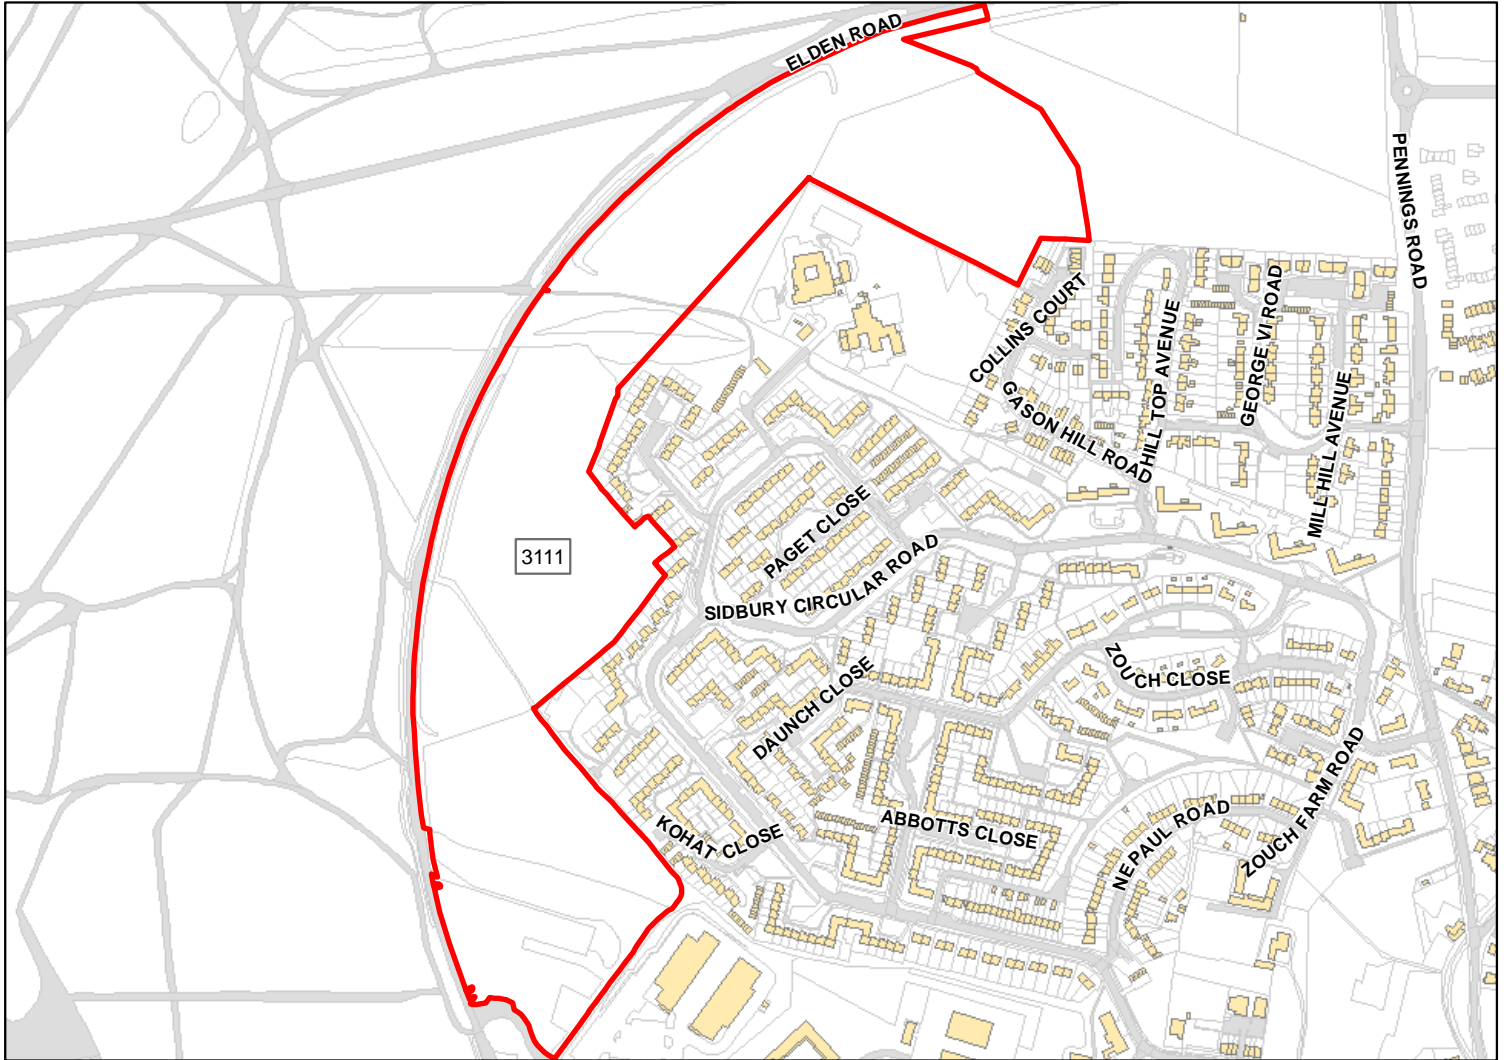 ELDEN ROAD
PENNINGS ROAD
COLLINS COURT
GEORGE VI ROAD
HILL TOP AVENUE
GASON HILL ROAD
MILL HILL AVENUE
PAGET CLOSE
3111
SIDBURY CIRCULAR ROAD
ZOUCH CLOSE
DAUNCH CLOSE
ZOUCH FARM ROAD
ABBOTTS CLOSE
KOHAT CLOSE
NEPAUL ROAD